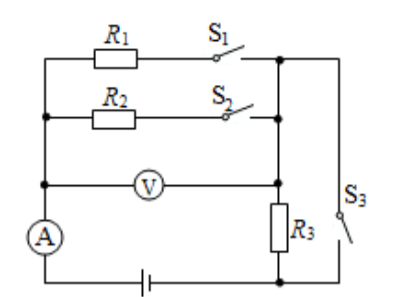 R₁ S₁
R₂ S₂
V
S₃
A R₃